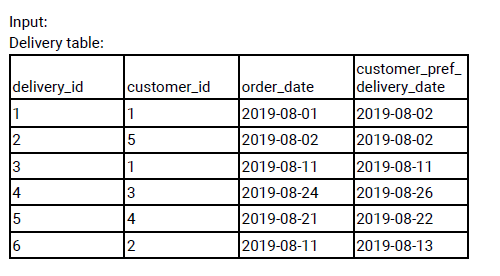 Input:
Delivery table:
delivery_id customer_id order_date customer_pref_
delivery_date
1 1 2019-08-01 2019-08-02
2 5 2019-08-02 2019-08-02
3 1 2019-08-11 2019-08-11
4 3 2019-08-24 2019-08-26
5 4 2019-08-21 2019-08-22
6 2 2019-08-11 2019-08-13